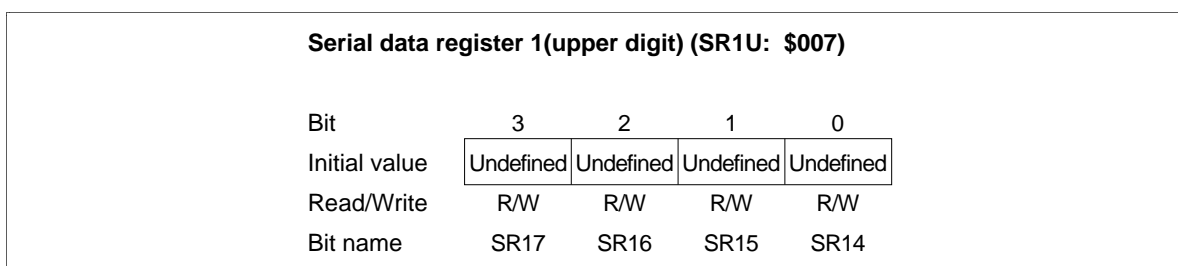 Serial data register 1(upper digit) (SR1U: $007)
Bit 3 2 1 0
Initial value Undefined Undefined Undefined Undefined
Read/Write R/W R/W R/W R/W
Bit name SR17 SR16 SR15 SR14